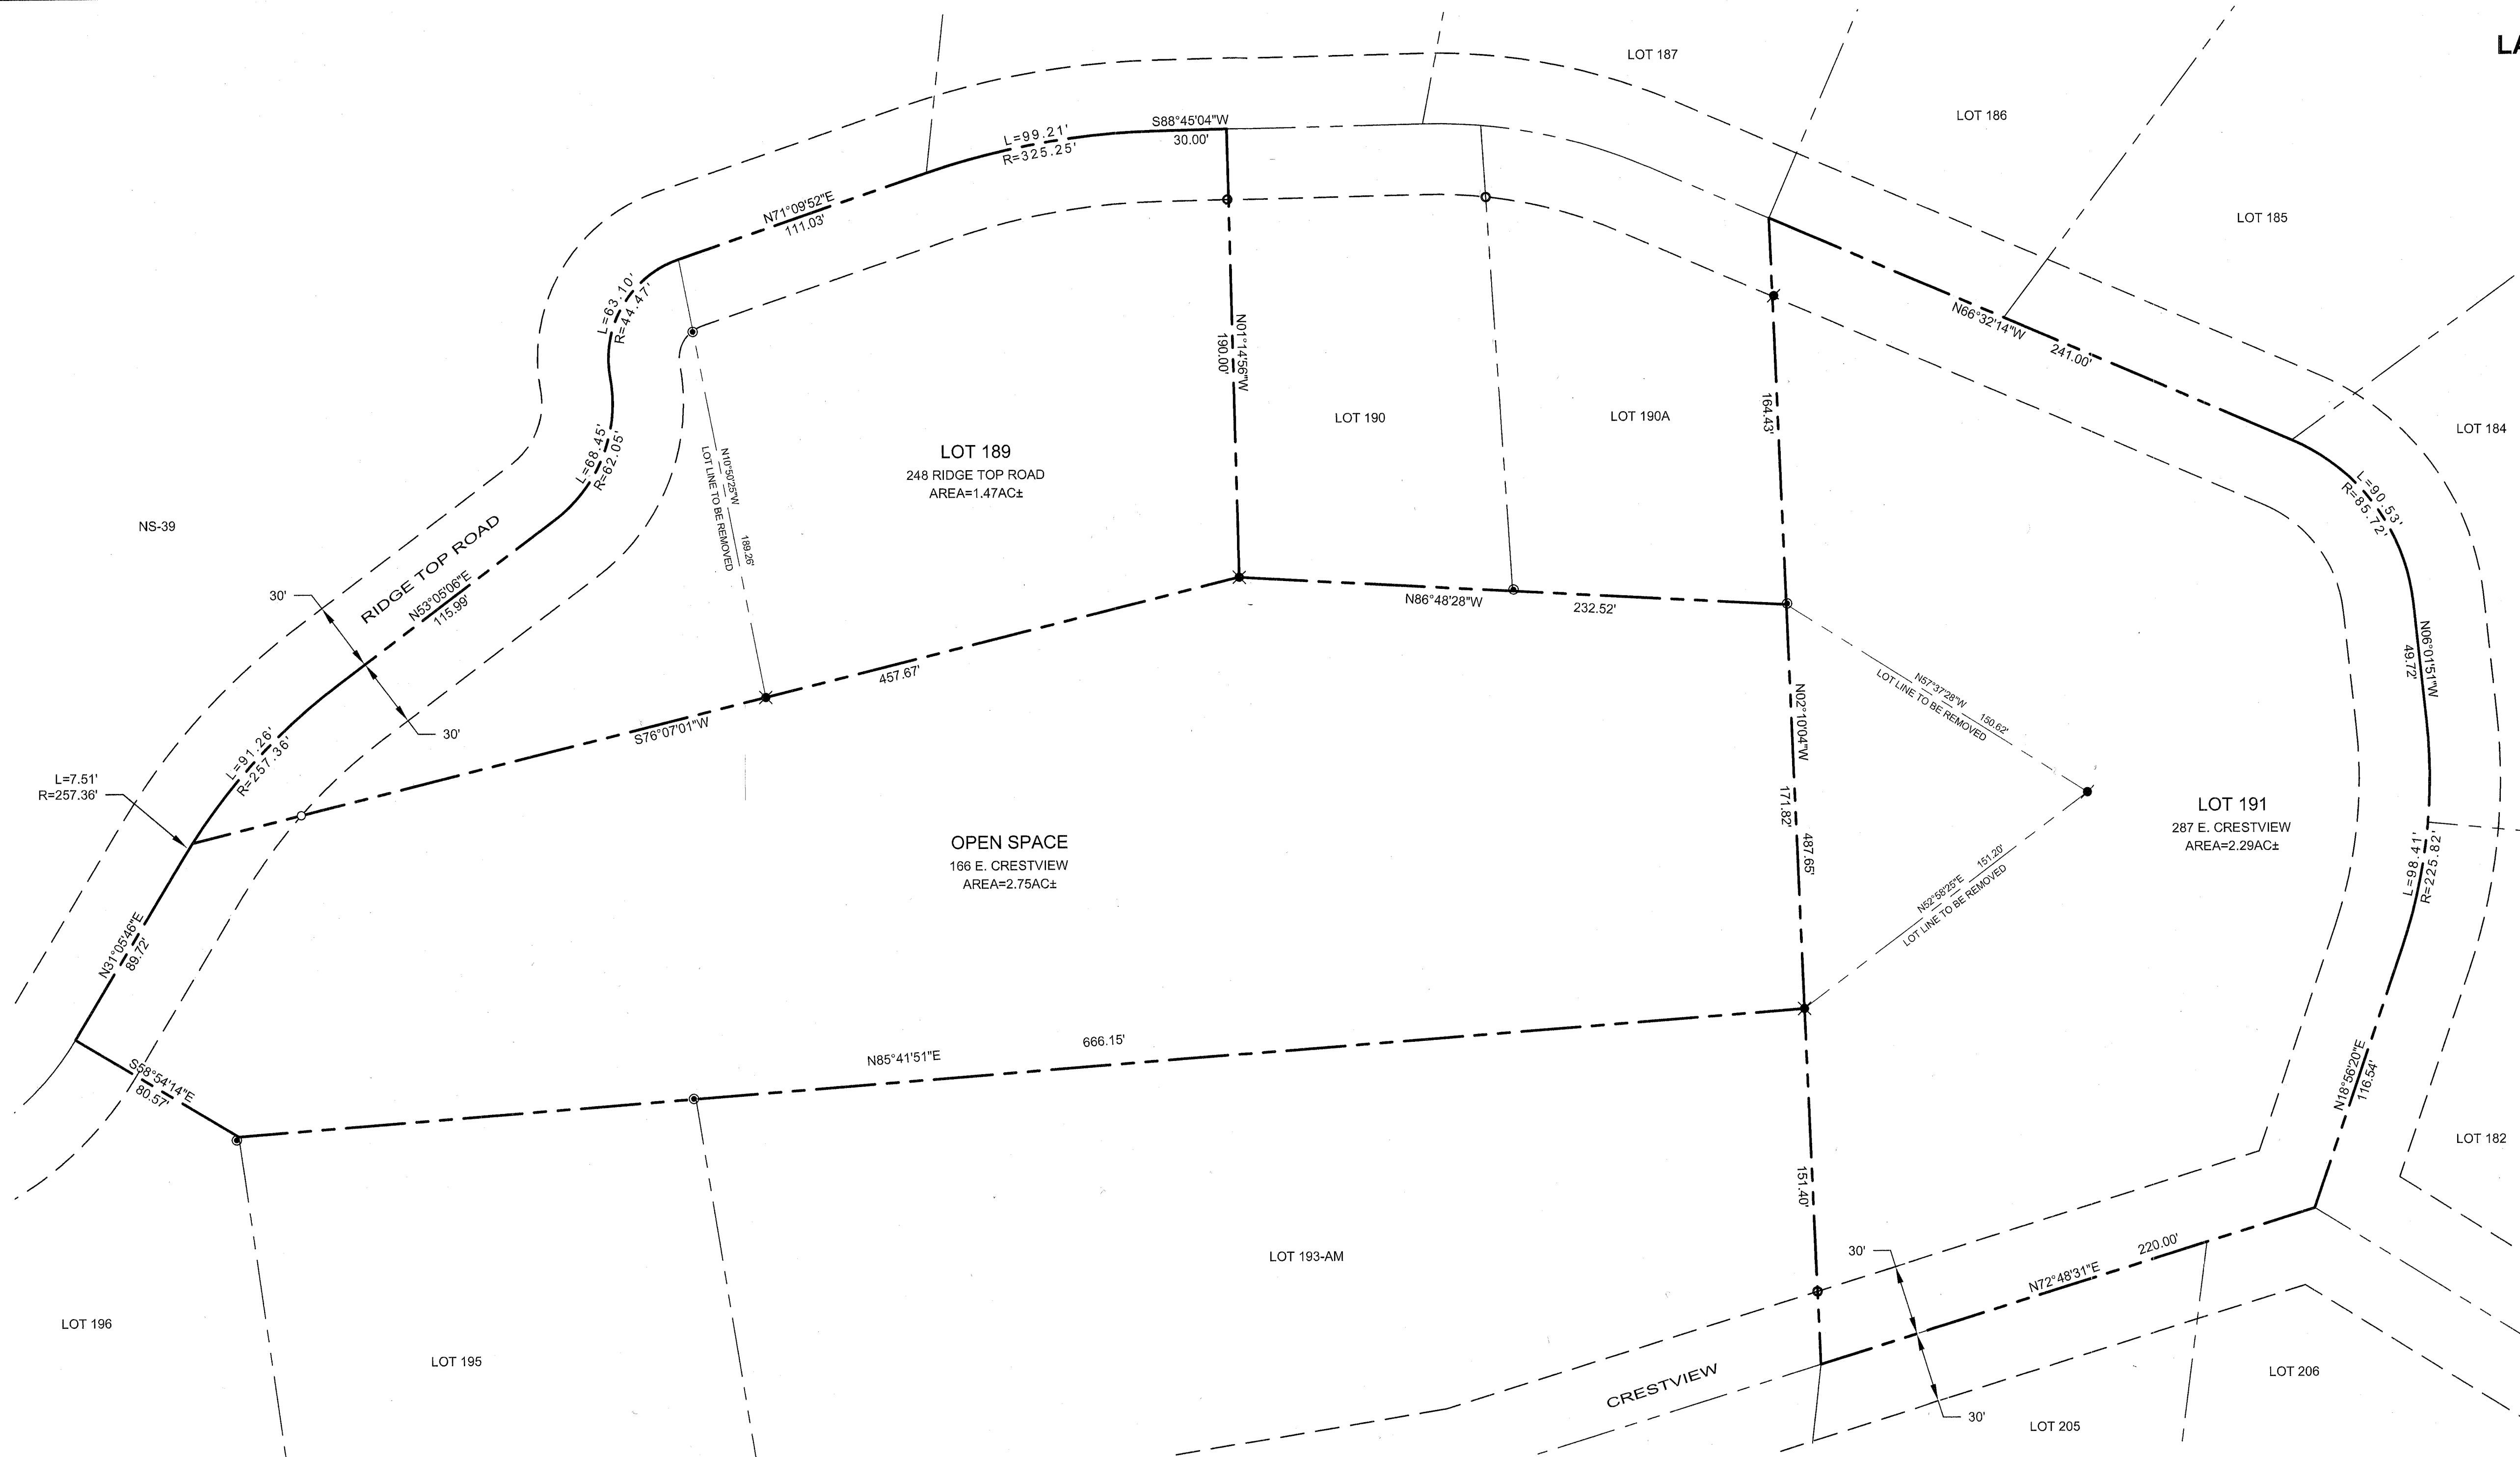 LA
LOT 187
LOT 186
LOT 185
LOT 184
S88°45'04"W
30.00'
L=99.21'
R=325.25'
N71°09'52"E
111.03'
L=63.10'
R=44.47'
L=68.45'
R=62.05'
N01°14'56"W
190.00'
N66°32'14"W
241.00'
164.43'
LOT 190
LOT 190A
LOT 189
248 RIDGE TOP ROAD
AREA=1.47AC±
N10°50'25"W
189.26'
LOT LINE TO BE REMOVED
L=90.53'
R=85.72'
NS-39
RIDGE TOP ROAD
N53°05'06"E
115.99'
30'
30'
N86°48'28"W
232.52'
457.67'
S76°07'01"W
N06°01'51"W
49.72'
N57°37'28"W
150.62'
LOT LINE TO BE REMOVED
N02°10'04"W
171.82'
487.65'
L=91.26'
R=257.36'
L=7.51'
R=257.36'
OPEN SPACE
166 E. CRESTVIEW
AREA=2.75AC±
LOT 191
287 E. CRESTVIEW
AREA=2.29AC±
L=98.41'
R=225.82'
N52°58'25"E
151.20'
LOT LINE TO BE REMOVED
N31°05'46"E
89.72'
S58°54'14"E
80.57'
N85°41'51"E
666.15'
N18°56'20"E
116.54'
LOT 182
151.40'
LOT 193-AM
30'
220.00'
N72°48'31"E
LOT 196
LOT 195
CRESTVIEW
30'
LOT 206
LOT 205